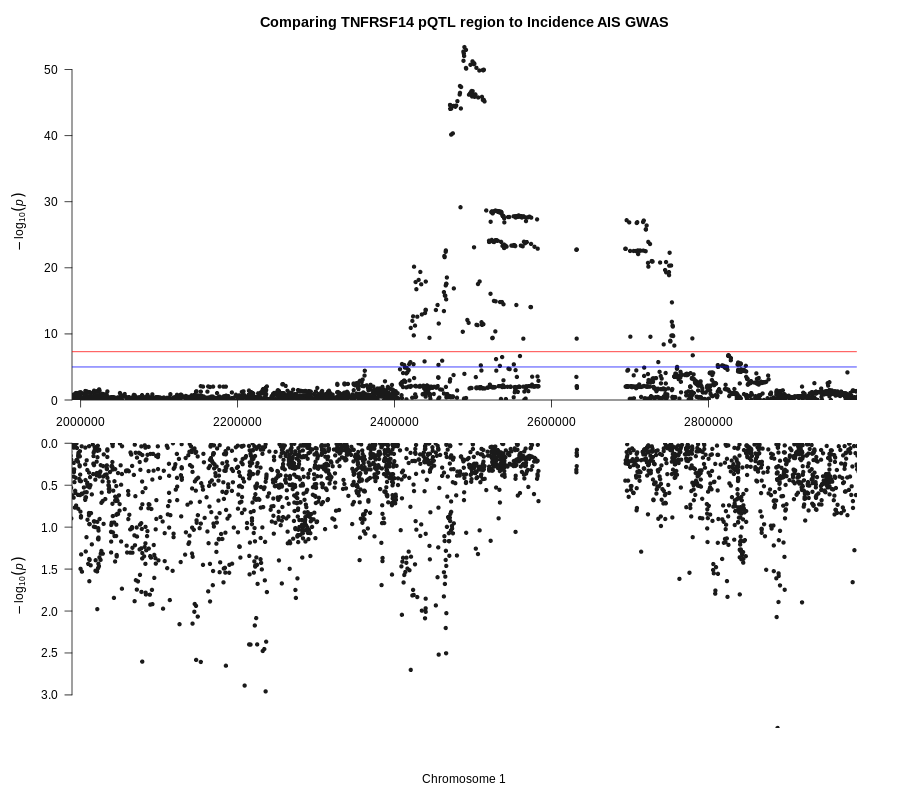 Comparing TNFRSF14 pQTL region to Incidence AIS GWAS
50
40
30
20
10
0
− log10(p)
2000000 2200000 2400000 2600000 2800000
0.0
0.5
1.0
1.5
2.0
2.5
3.0
− log10(p)
Chromosome 1